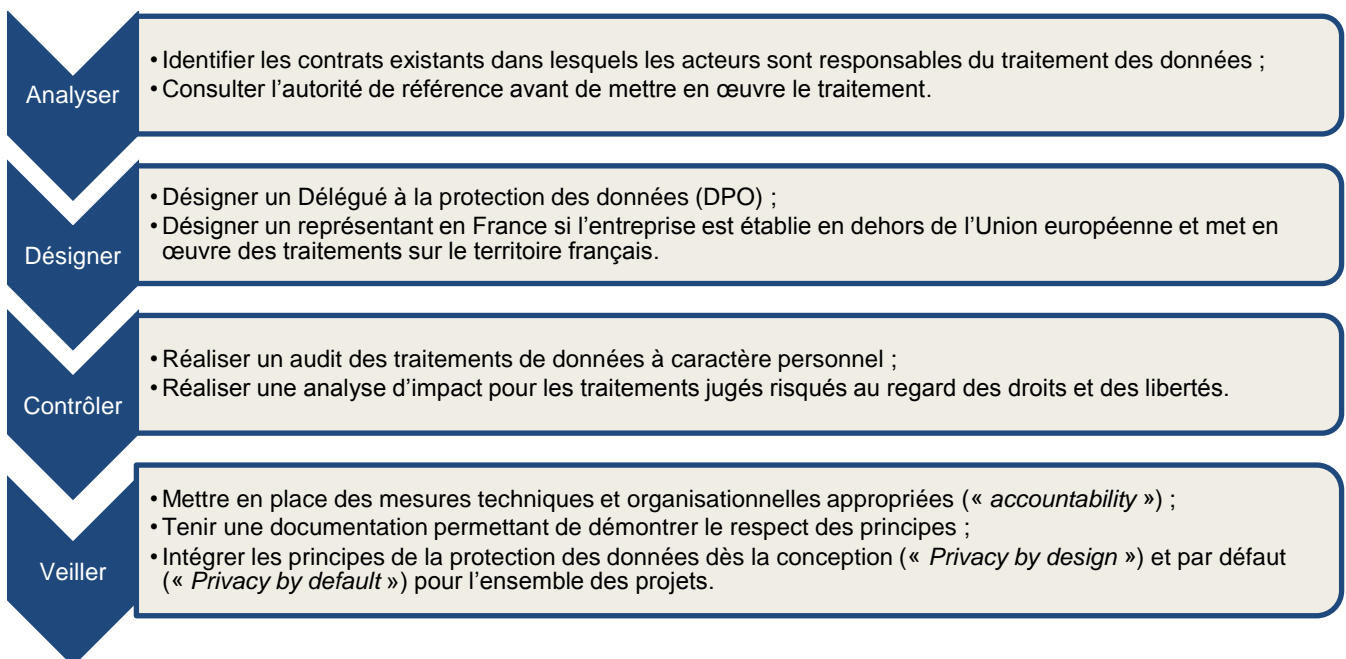 Analyser
• Identifier les contrats existants dans lesquels les acteurs sont responsables du traitement des données ;
• Consulter l’autorité de référence avant de mettre en œuvre le traitement.
Désigner
• Désigner un Délégué à la protection des données (DPO) ;
• Désigner un représentant en France si l’entreprise est établie en dehors de l’Union européenne et met en
œuvre des traitements sur le territoire français.
Contrôler
• Réaliser un audit des traitements de données à caractère personnel ;
• Réaliser une analyse d’impact pour les traitements jugés risqués au regard des droits et des libertés.
Veiller
• Mettre en place des mesures techniques et organisationnelles appropriées (« accountability ») ;
• Tenir une documentation permettant de démontrer le respect des principes ;
• Intégrer les principes de la protection des données dès la conception (« Privacy by design ») et par défaut
(« Privacy by default ») pour l’ensemble des projets.